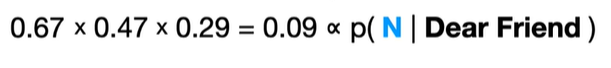 0.67 × 0.47 × 0.29 = 0.09 ∝ p( N | Dear Friend )